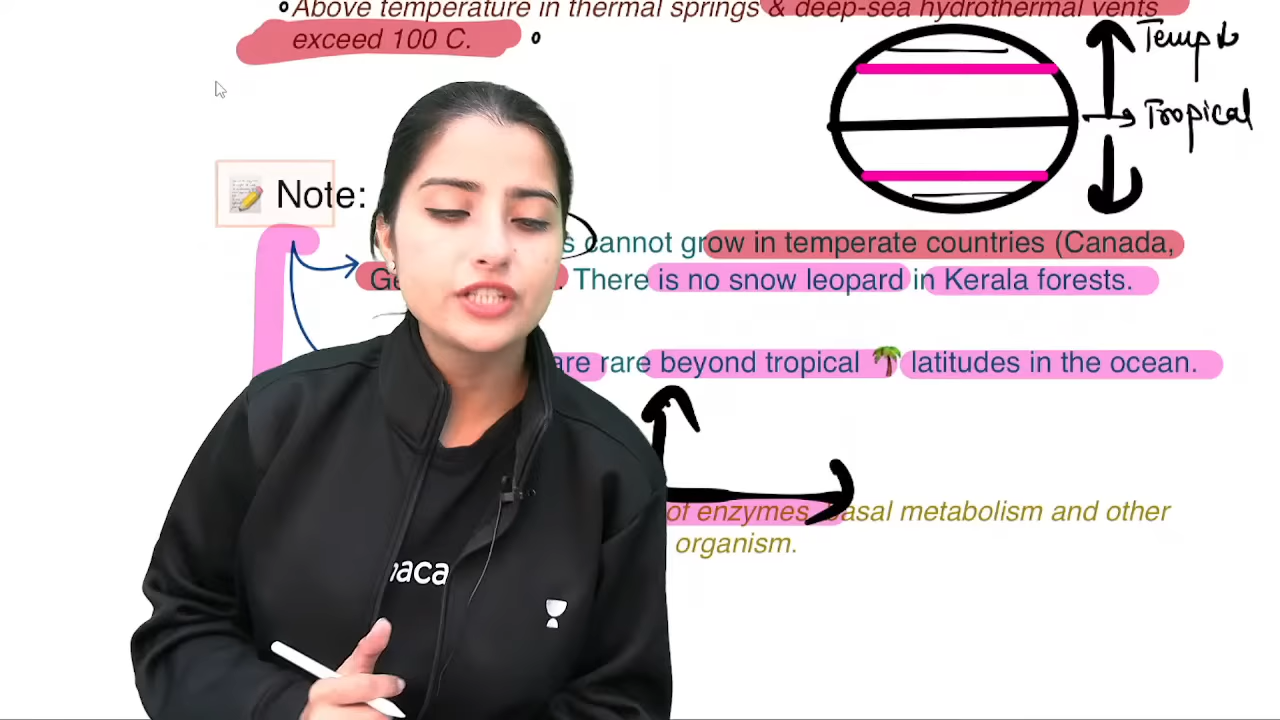 Above temperature in thermal springs & deep-sea hydrothermal vents
exceed 100 C.
Temp
Tropical
Note:
cannot grow in temperate countries (Canada,
There is no snow leopard in Kerala forests.
are rare beyond tropical 🌴 latitudes in the ocean.
of enzymes, basal metabolism and other
organism.
aca